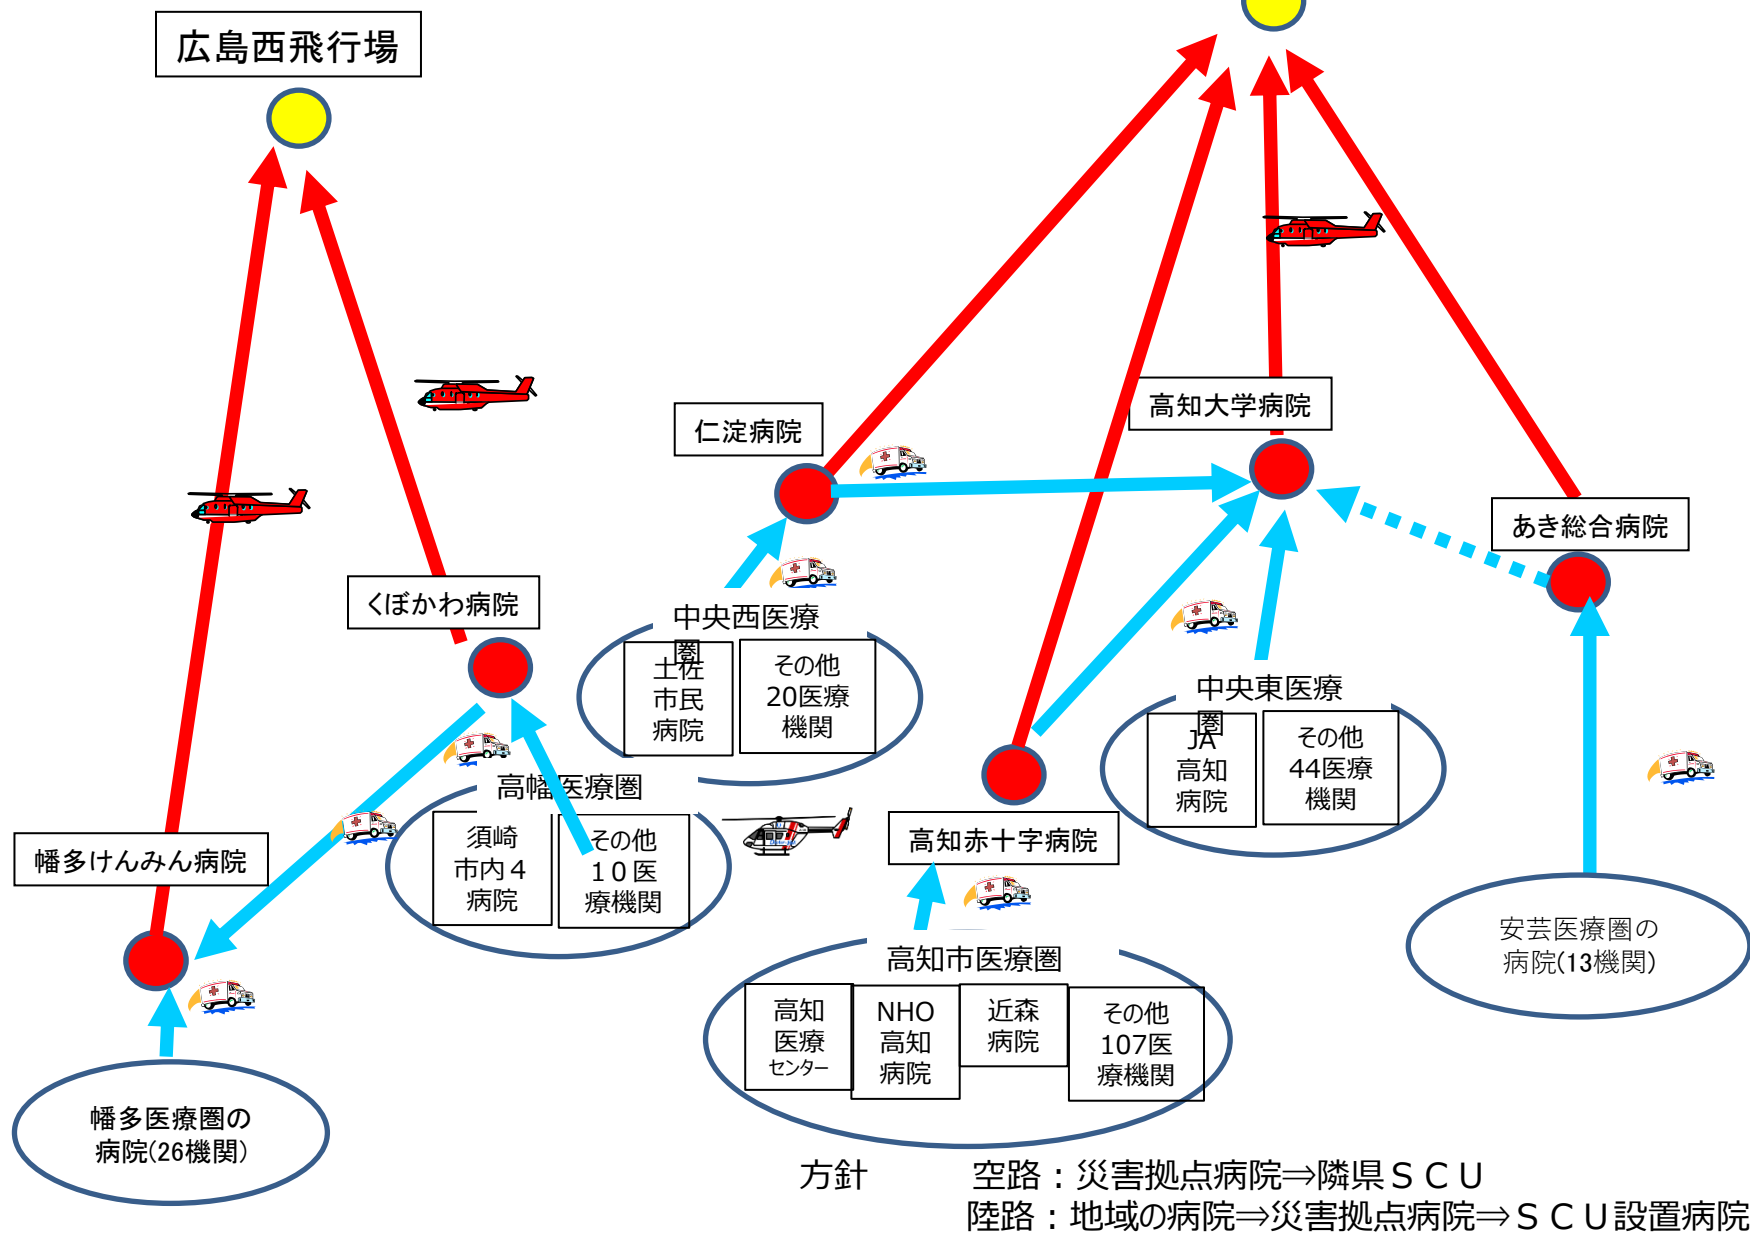 広島西飛行場
高知大学病院
仁淀病院
あき総合病院
くぼかわ病院
中央西医療
圏
土佐
市民
病院
その他
20医療
機関
中央東医療
圏
JA
高知
病院
その他
44医療
機関
高幡医療圏
須崎
市内４
病院
その他
１０医
療機関
高知赤十字病院
幡多けんみん病院
安芸医療圏の
病院(13機関)
高知市医療圏
高知
医療
センター
NHO
高知
病院
近森
病院
その他
107医
療機関
幡多医療圏の
病院(26機関)
方針 空路：災害拠点病院⇒隣県ＳＣＵ
陸路：地域の病院⇒災害拠点病院⇒ＳＣＵ設置病院